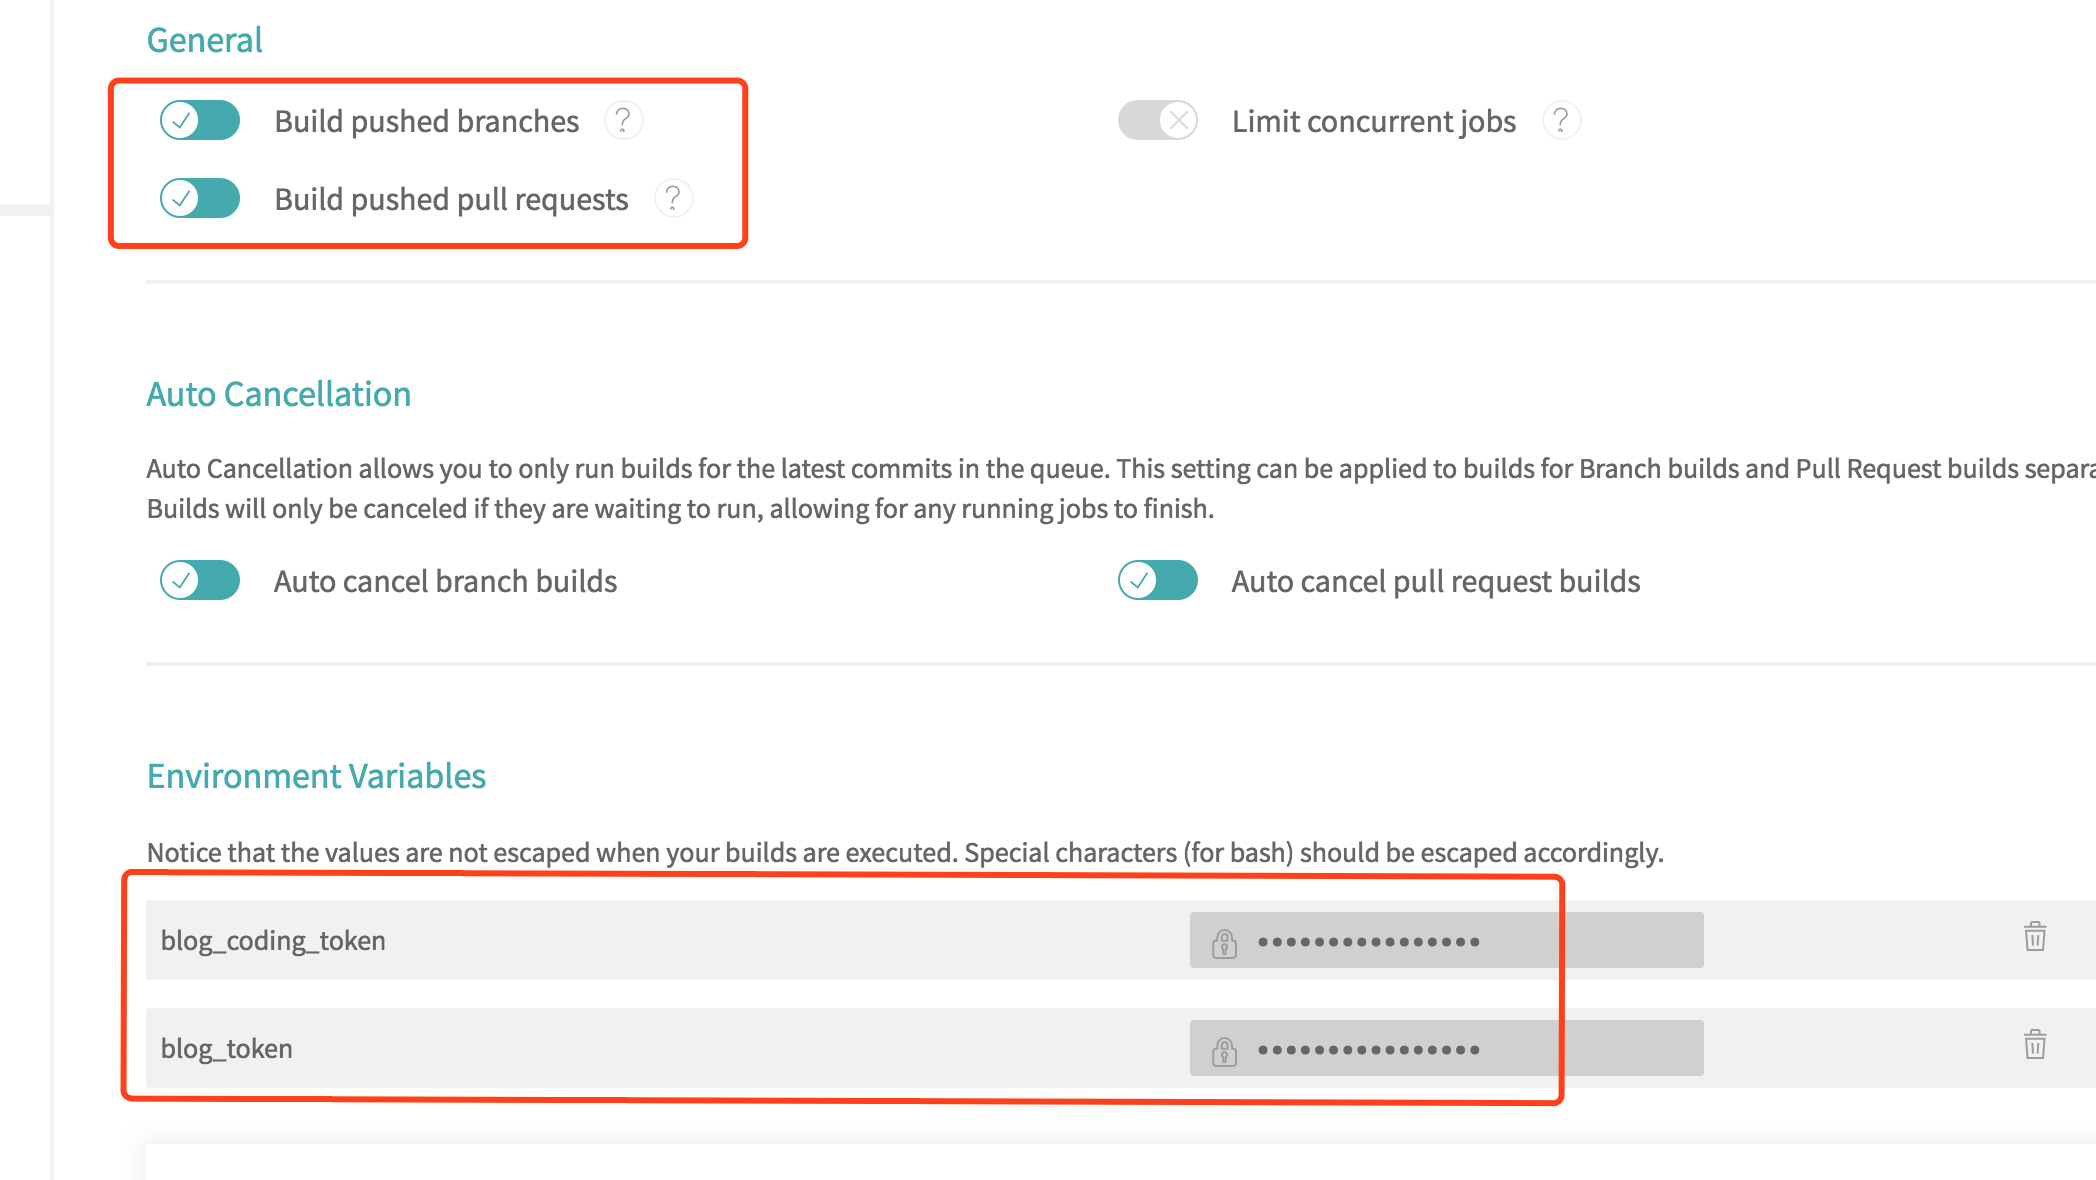 General
Build pushed branches ?
Limit concurrent jobs ?
Build pushed pull requests ?
Auto Cancellation
Auto Cancellation allows you to only run builds for the latest commits in the queue. This setting can be applied to builds for Branch builds and Pull Request builds separa
Builds will only be canceled if they are waiting to run, allowing for any running jobs to finish.
Auto cancel branch builds
Auto cancel pull request builds
Environment Variables
Notice that the values are not escaped when your builds are executed. Special characters (for bash) should be escaped accordingly.
blog_coding_token ••••••••••••••••
blog_token ••••••••••••••••